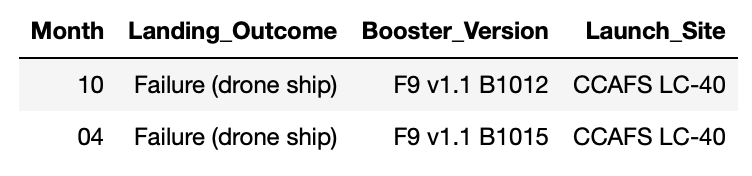 Month Landing_Outcome Booster_Version Launch_Site
10 Failure (drone ship) F9 v1.1 B1012 CCAFS LC-40
04 Failure (drone ship) F9 v1.1 B1015 CCAFS LC-40